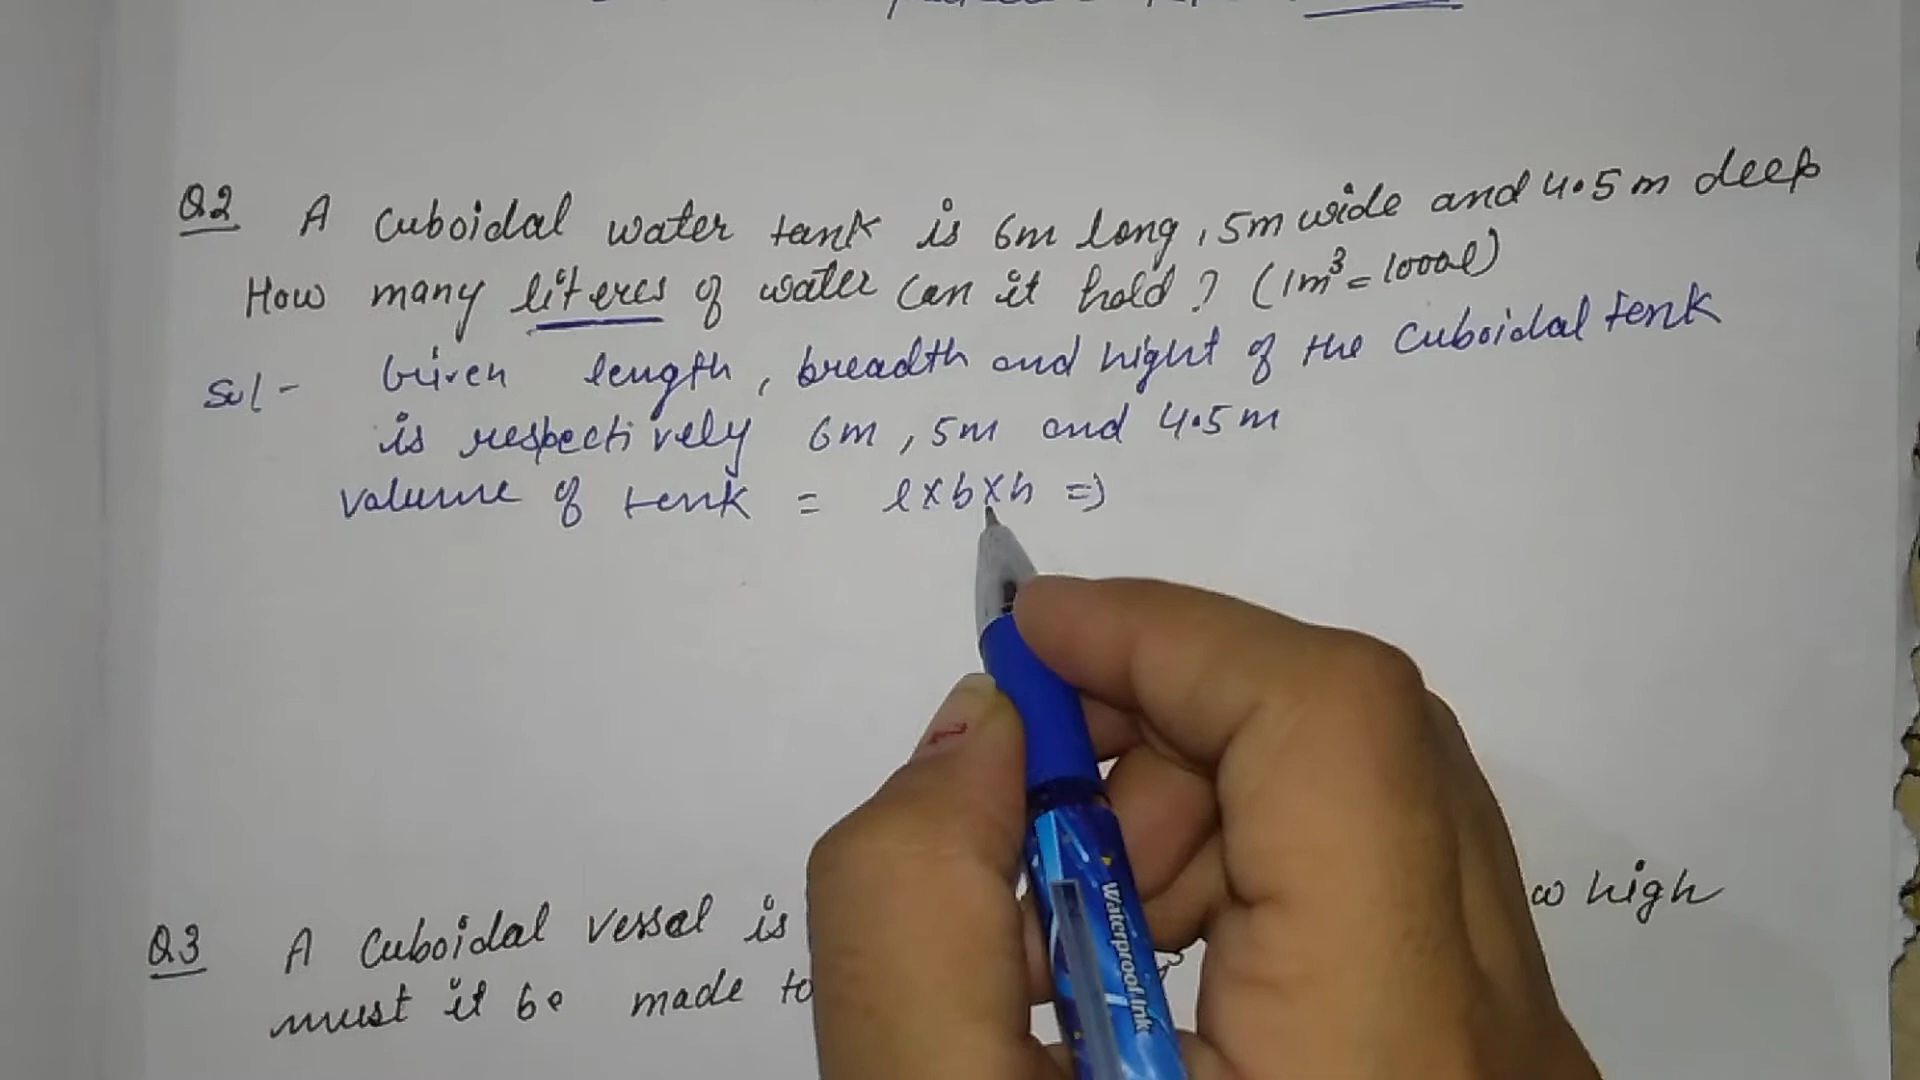 Q2 A Cuboidal water tank is 6m long, 5m wide and 4.5m deep
How many literes of water can it hold? (1m³ = 1000l)
Sol - Given length, breadth and hight of the cuboidal tenk
is respectively 6m, 5m and 4.5m
volume of tenk = l×b×h =>
Q3 A Cuboidal vessel is
high
must it be made to
Waterproof Ink